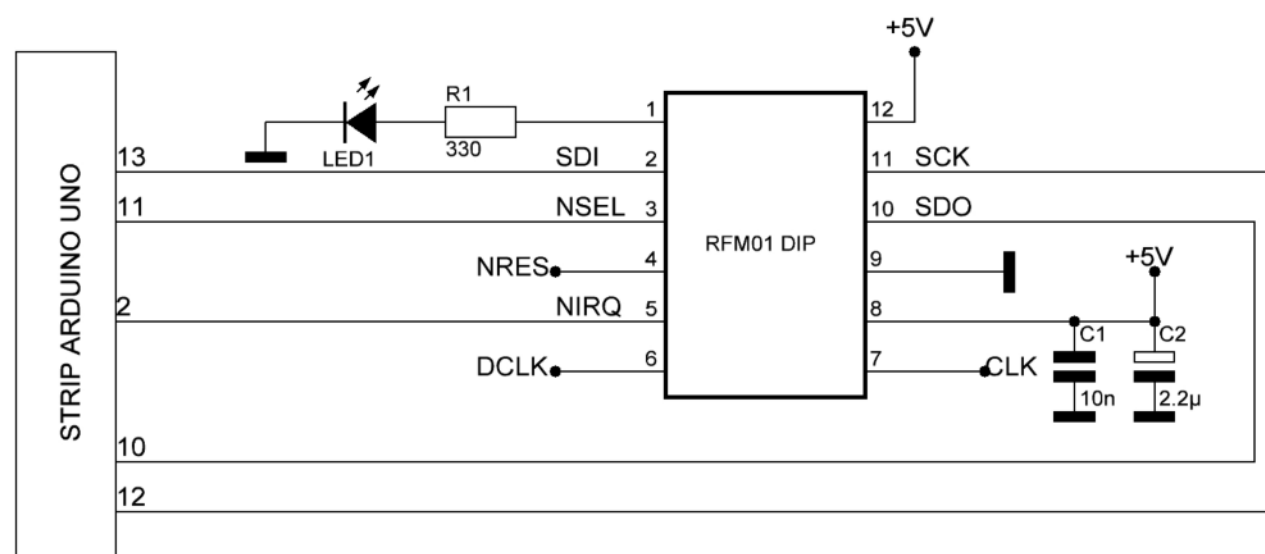 +5V
R1
1
12
330
LED1
13
SDI
2
11
SCK
11
NSEL
3
10
SDO
RFM01 DIP
NRES
4
9
+5V
2
NIRQ
5
8
C1
C2
DCLK
6
7
CLK
10n
2.2µ
10
12
STRIP ARDUINO UNO